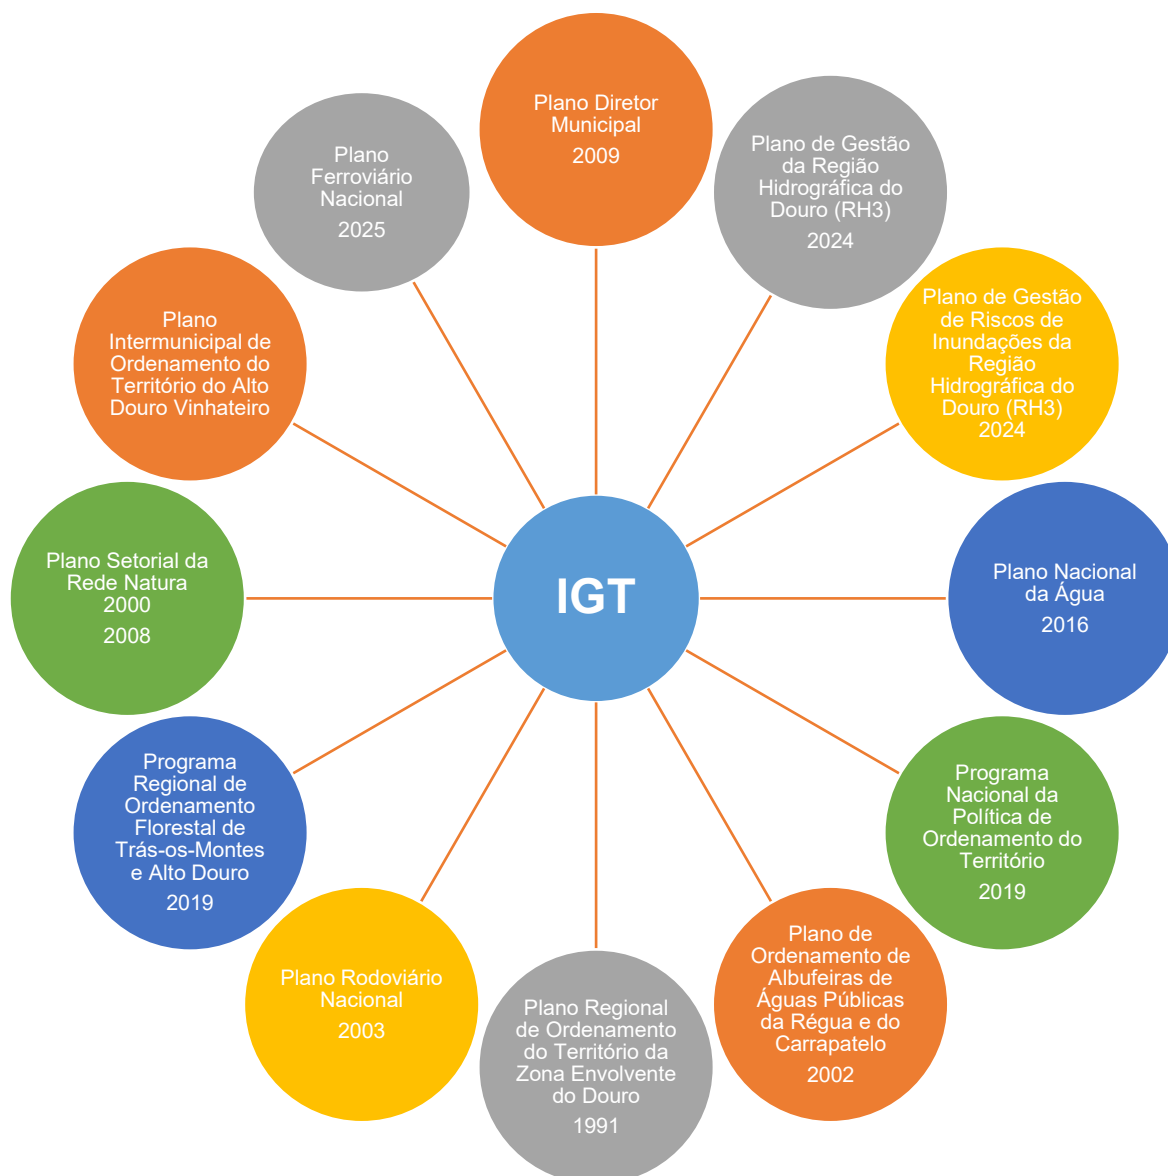 Plano Diretor
Municipal
2009
Plano de Gestão
da Região
Hidrográfica do
Douro (RH3)
2024
Plano de Gestão
de Riscos de
Inundações da
Região
Hidrográfica do
Douro (RH3)
2024
Plano Nacional
da Água
2016
Programa
Nacional da
Política de
Ordenamento do
Território
2019
Plano de
Ordenamento de
Albufeiras de
Águas Públicas
da Régua e do
Carrapatelo
2002
Plano Regional
de Ordenamento
do Território da
Zona Envolvente
do Douro
1991
Plano Rodoviário
Nacional
2003
Programa
Regional de
Ordenamento
Florestal de
Trás-os-Montes
e Alto Douro
2019
Plano Setorial da
Rede Natura
2000
2008
Plano
Intermunicipal de
Ordenamento do
Território do Alto
Douro Vinhateiro
Plano
Ferroviário
Nacional
2025
IGT